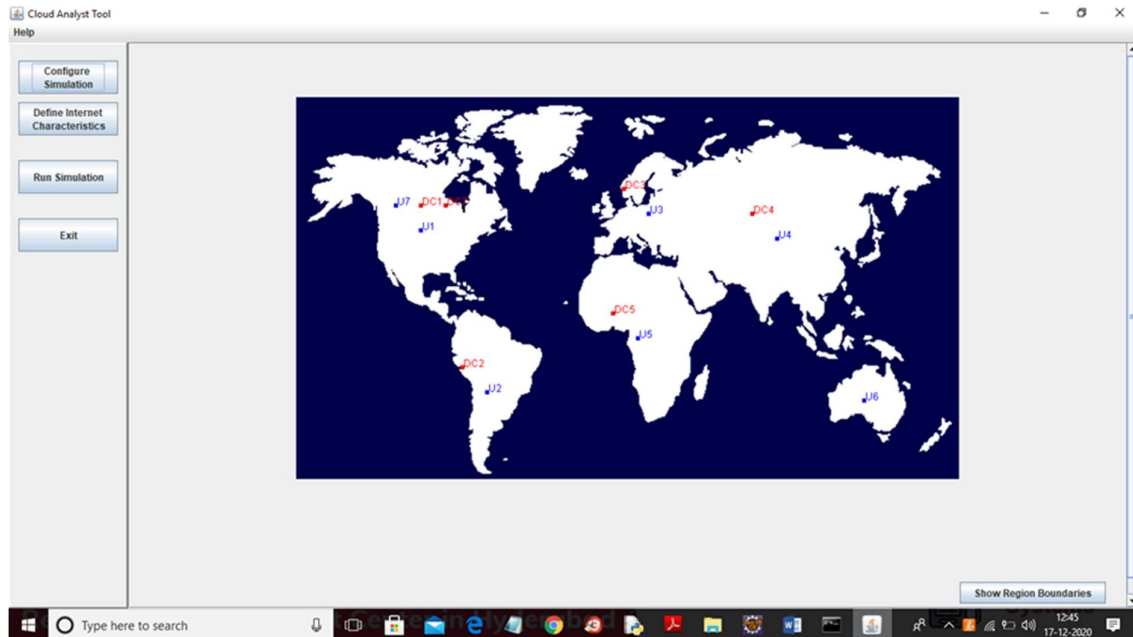 Cloud Analyst Tool
Help
Configure
Simulation
Define Internet
Characteristics
Run Simulation
Exit
DC3
U7
DC1
U3
DC4
U1
U4
DC5
U5
DC2
U2
U6
Show Region Boundaries
Type here to search
12:45
17-12-2020